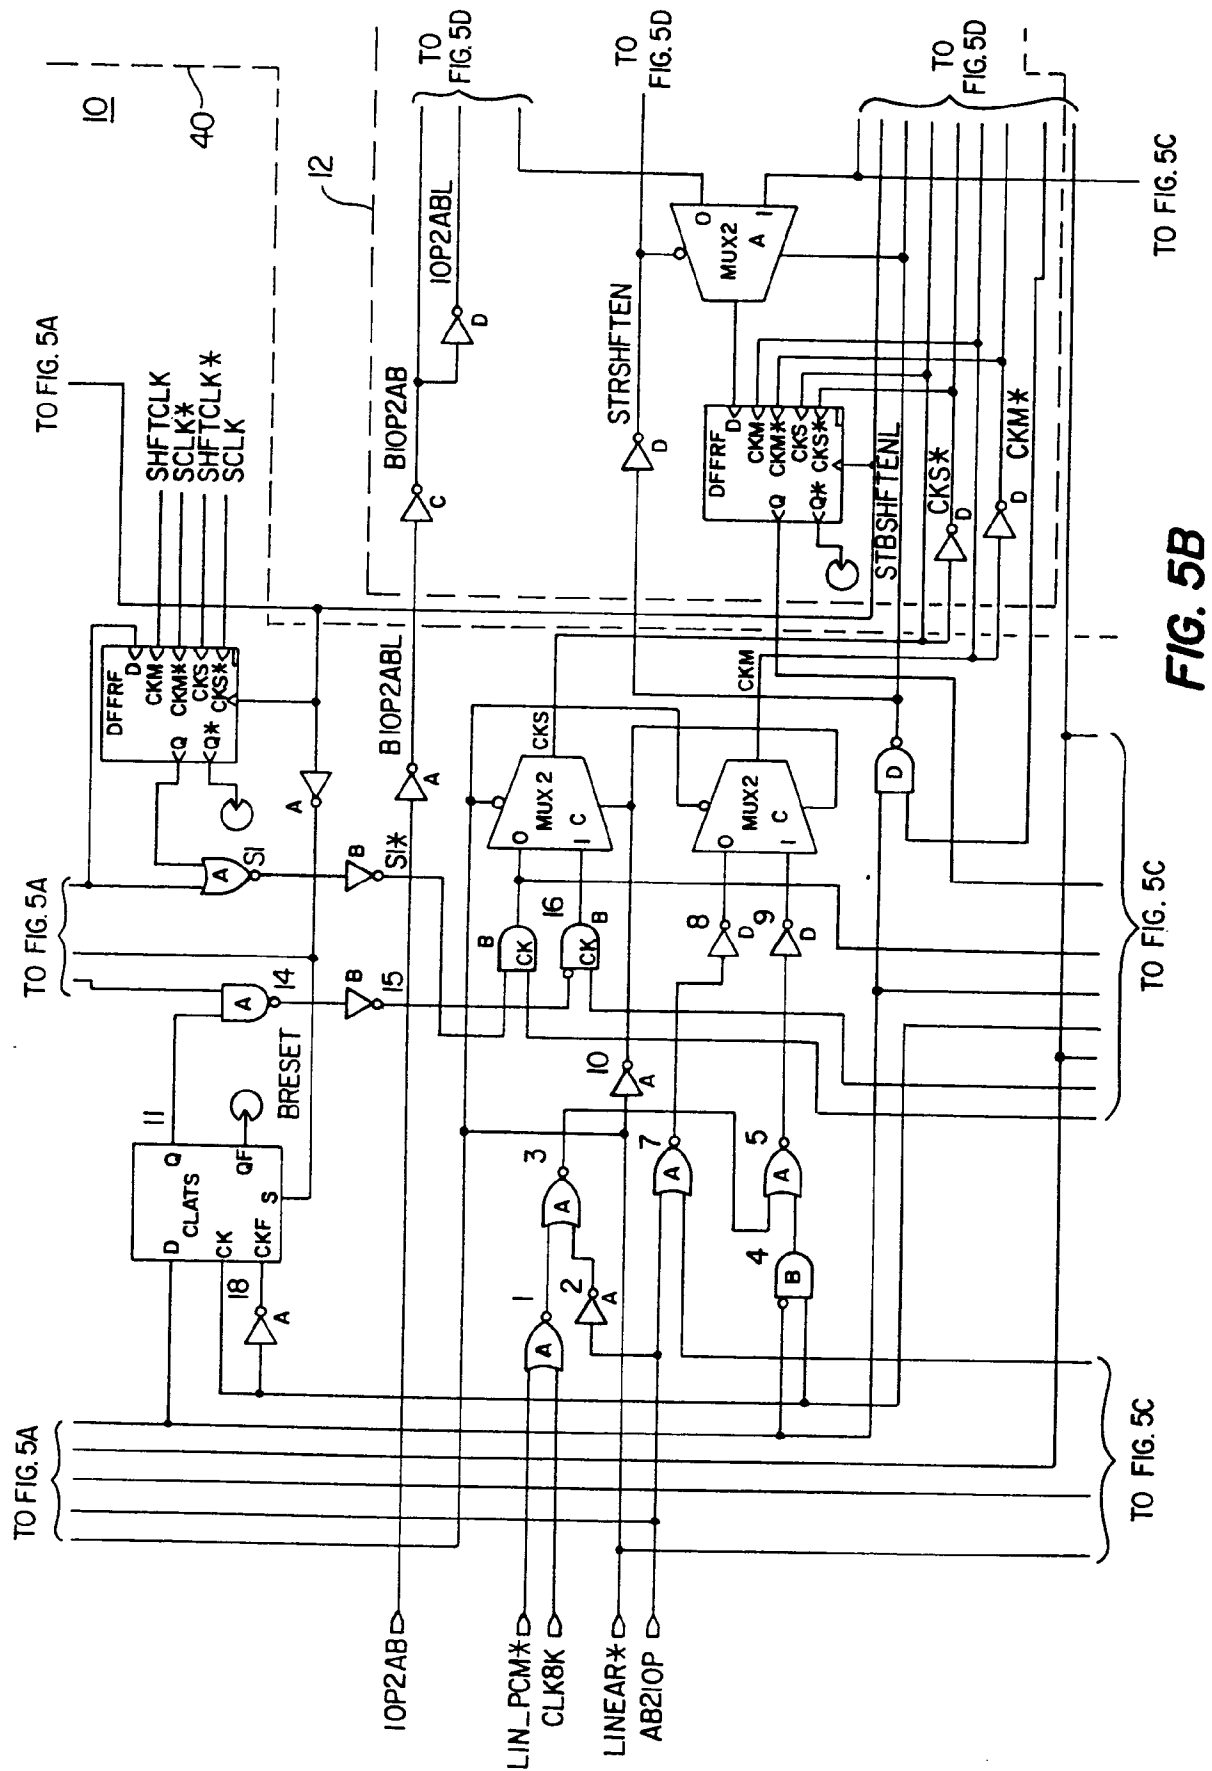 10
40
12
TO FIG. 5A
SHFTCLK
SCLK*
SHFTCLK*
SCLK
TO
FIG. 5D
TO
FIG. 5D
TO
FIG. 5D
DFFRF
D
CKM
CKM*
CKS
CKS*
Q
Q*
A
TO FIG. 5A
A
S1
B
S1*
A
14
B
15
BRESET
11
CLATS
D
Q
QF
CK
CKF
S
18
A
TO FIG. 5A
BIOP2ABL
A
BIOP2AB
C
IOP2ABL
D
CKS
MUX2
0
1
C
B
CK
16
B
CK
CKM
MUX2
0
1
C
8
D
9
D
10
A
3
A
7
A
5
A
4
B
1
A
2
A
STRSHFTEN
D
MUX2
0
1
A
DFFRF
D
CKM
CKM*
CKS
CKS*
Q
Q*
STBSHFTENL
CKS*
D
CKM*
D
D
IOP2AB
LIN_PCM*
CLK8K
LINEAR*
AB2IOP
TO FIG. 5C
TO FIG. 5C
TO FIG. 5C
FIG. 5B